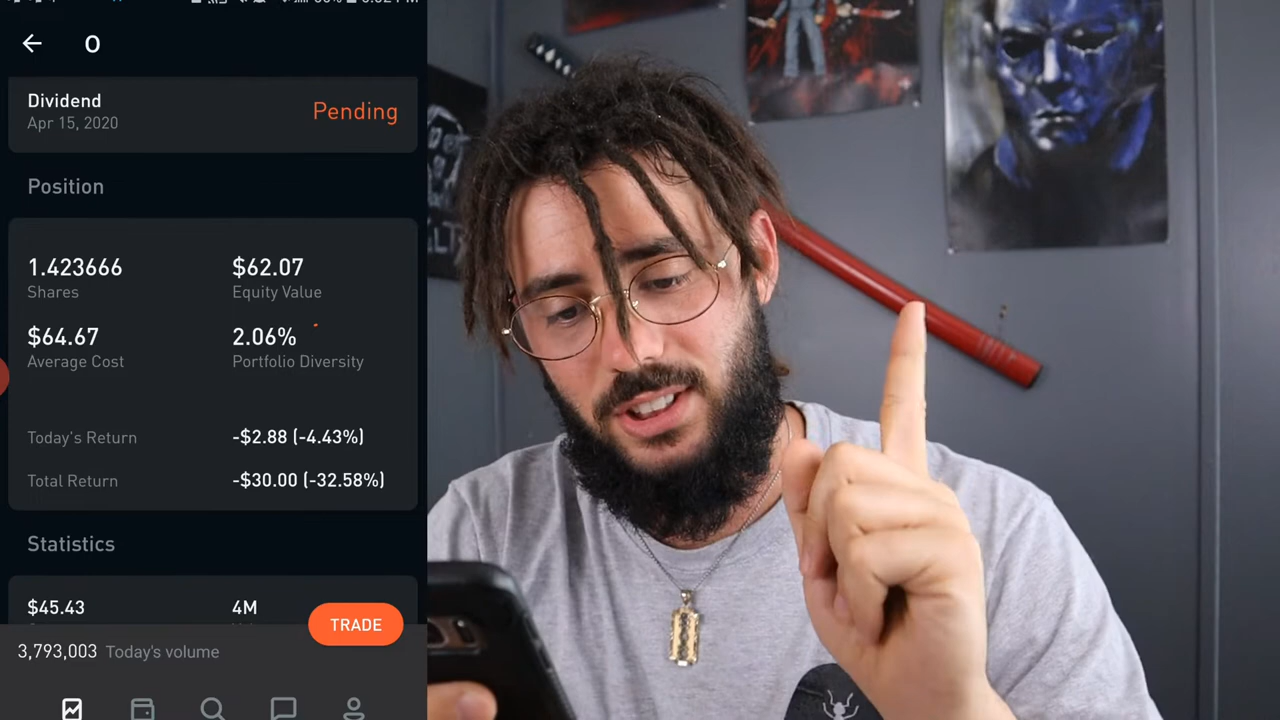 O
Dividend
Pending
Apr 15, 2020
Position
1.423666
$62.07
Shares
Equity Value
$64.67
2.06%
Average Cost
Portfolio Diversity
Today's Return
-$2.88 (-4.43%)
Total Return
-$30.00 (-32.58%)
Statistics
$45.43
4M
TRADE
3,793,003 Today's volume